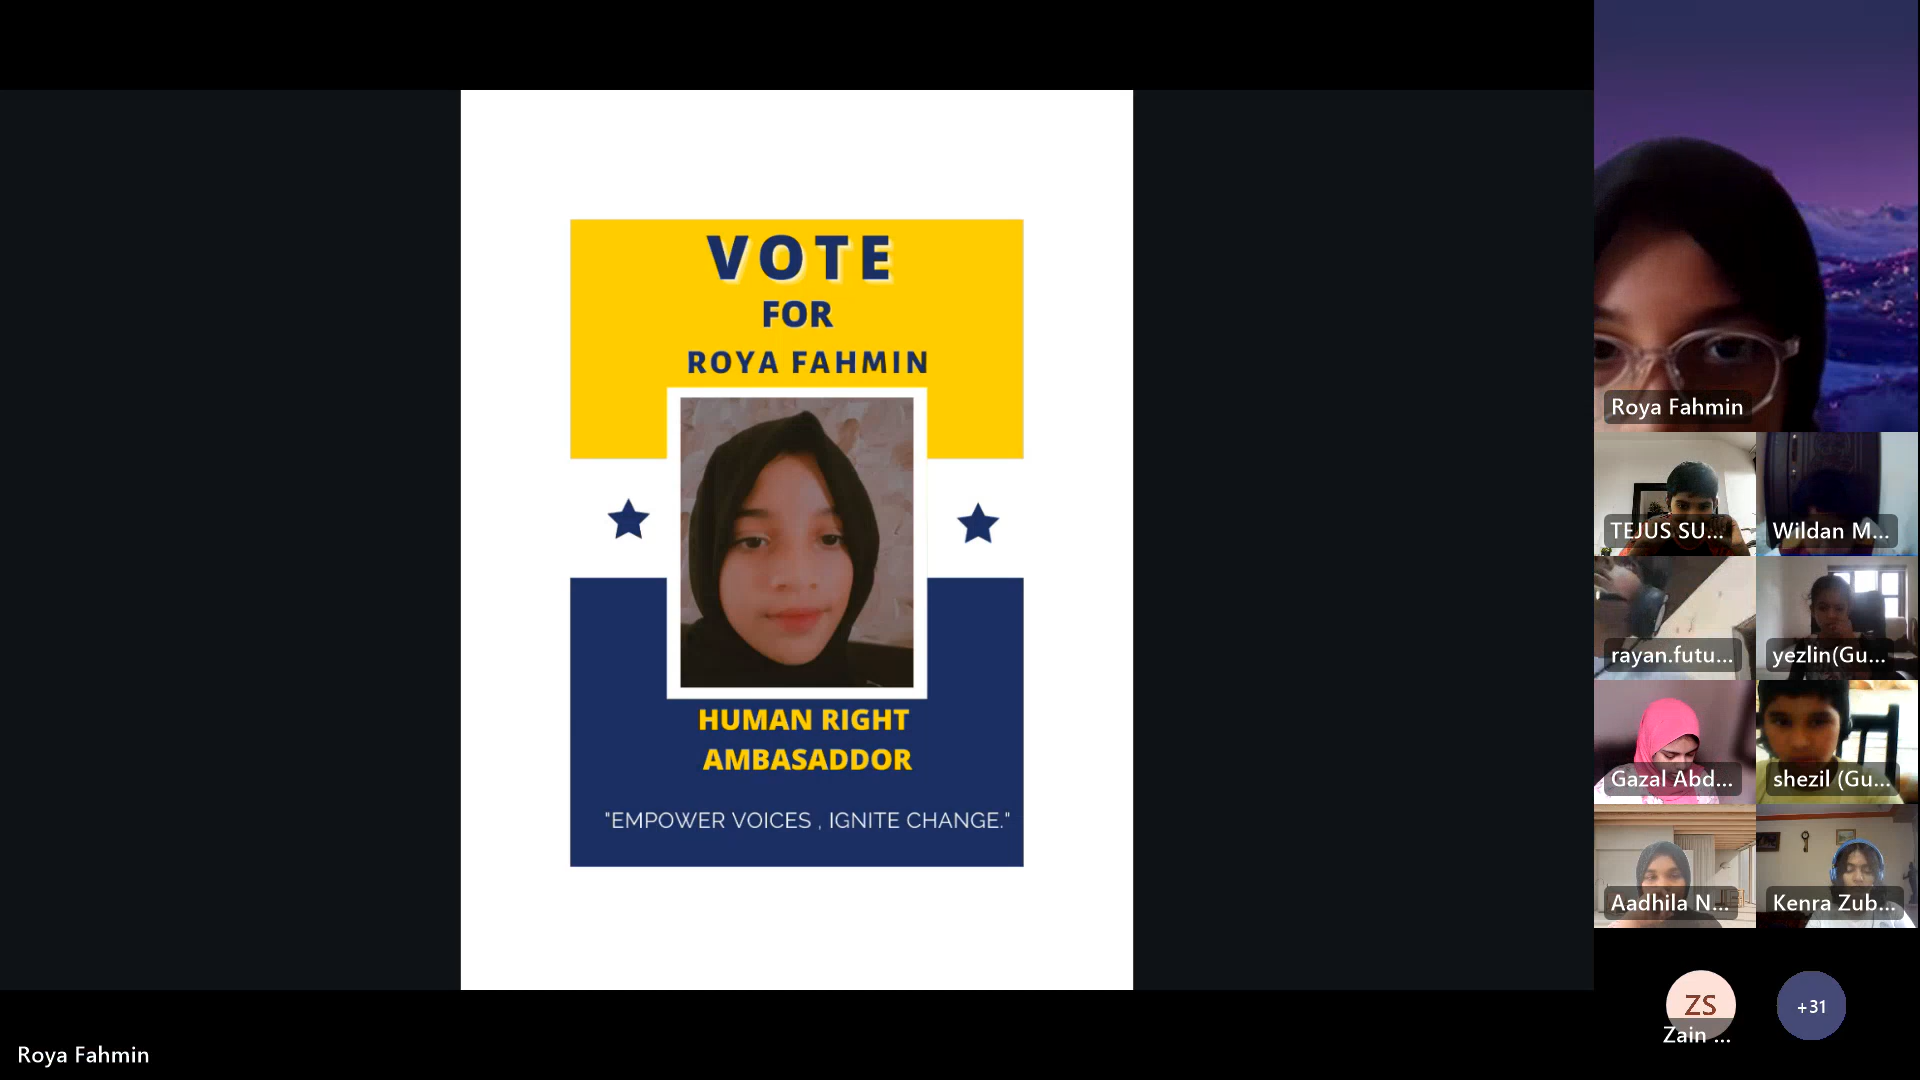 VOTE
FOR
ROYA FAHMIN
HUMAN RIGHT
AMBASADDOR
"EMPOWER VOICES , IGNITE CHANGE."
Roya Fahmin
TEJUS SU...
Wildan M...
rayan.futu...
yezlin(Gu...
Gazal Abd...
shezil (Gu...
Aadhila N...
Kenra Zub...
ZS
Zain ...
+31
Roya Fahmin